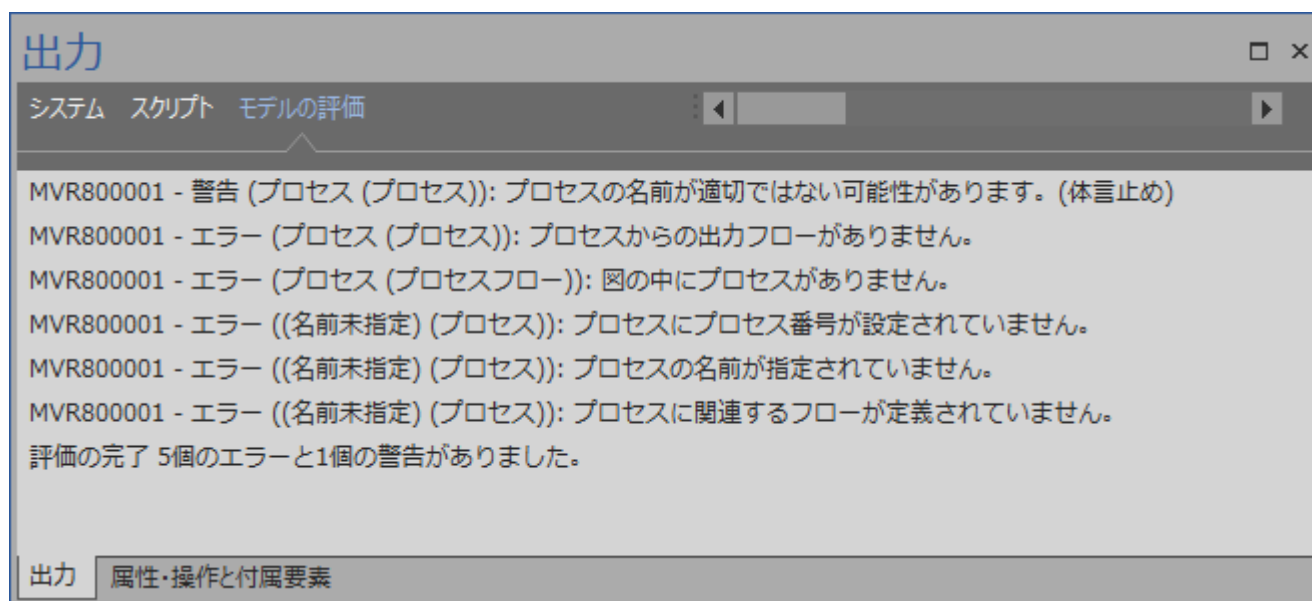 出力
システム スクリプト モデルの評価
MVR800001 - 警告 (プロセス (プロセス)): プロセスの名前が適切ではない可能性があります。(体言止め)
MVR800001 - エラー (プロセス (プロセス)): プロセスからの出力フローがありません。
MVR800001 - エラー (プロセス (プロセスフロー)): 図の中にプロセスがありません。
MVR800001 - エラー ((名前未指定) (プロセス)): プロセスにプロセス番号が設定されていません。
MVR800001 - エラー ((名前未指定) (プロセス)): プロセスの名前が指定されていません。
MVR800001 - エラー ((名前未指定) (プロセス)): プロセスに関連するフローが定義されていません。
評価の完了 5個のエラーと1個の警告がありました。
出力 属性・操作と付属要素